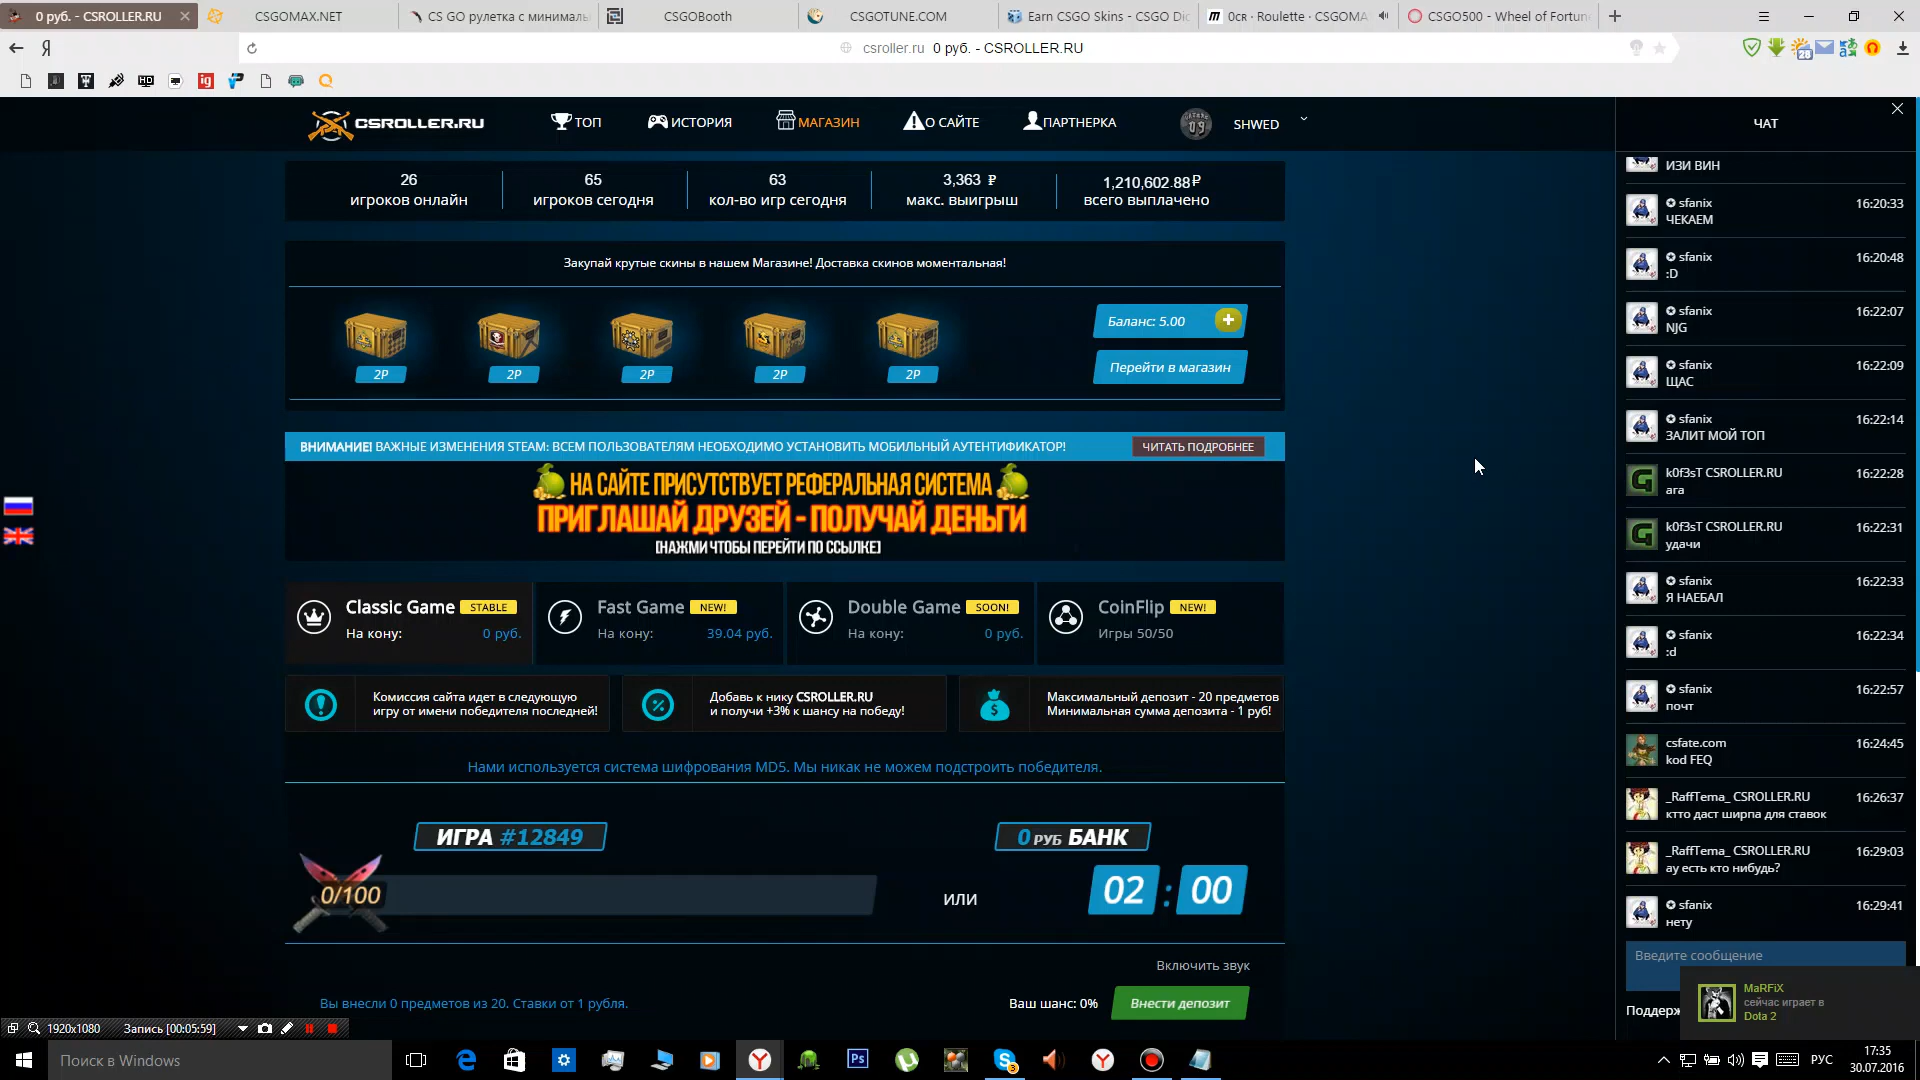 0 руб. - CSROLLER.RU
CSGOMAX.NET
CS GO рулетка с минималь
CSGOBooth
CSGOTUNE.COM
Earn CSGO Skins - CSGO Dic
Roulette - CSGOMA
CSGO500 - Wheel of Fortun
csroller.ru 0 руб. - CSROLLER.RU
CSROLLER.RU
ТОП
ИСТОРИЯ
МАГАЗИН
О САЙТЕ
ПАРТНЕРКА
SHWED
26
игроков онлайн
65
игроков сегодня
63
кол-во игр сегодня
3,363 ₽
макс. выигрыш
1,210,602.88₽
всего выплачено
Закупай крутые скины в нашем Магазине! Доставка скинов моментальная!
2Р
2Р
2Р
2Р
2Р
Баланс: 5.00
Перейти в магазин
ВНИМАНИЕ! ВАЖНЫЕ ИЗМЕНЕНИЯ STEAM: ВСЕМ ПОЛЬЗОВАТЕЛЯМ НЕОБХОДИМО УСТАНОВИТЬ МОБИЛЬНЫЙ АУТЕНТИФИКАТОР!
ЧИТАТЬ ПОДРОБНЕЕ
НА САЙТЕ ПРИСУТСТВУЕТ РЕФЕРАЛЬНАЯ СИСТЕМА
ПРИГЛАШАЙ ДРУЗЕЙ - ПОЛУЧАЙ ДЕНЬГИ
[НАЖМИ ЧТОБЫ ПЕРЕЙТИ ПО ССЫЛКЕ]
Classic Game STABLE
На кону: 0 руб.
Fast Game NEW!
На кону: 39.04 руб.
Double Game SOON!
На кону: 0 руб.
CoinFlip NEW!
Игры 50/50
Комиссия сайта идет в следующую
игру от имени победителя последней!
Добавь к нику CSROLLER.RU
и получи +3% к шансу на победу!
Максимальный депозит - 20 предметов
Минимальная сумма депозита - 1 руб!
Нами используется система шифрования MD5. Мы никак не можем подстроить победителя.
ИГРА #12849
0 РУБ БАНК
0/100
ИЛИ
02 : 00
Включить звук
Вы внесли 0 предметов из 20. Ставки от 1 рубля.
Ваш шанс: 0%
Внести депозит
ЧАТ
ИЗИ ВИН
sfanix 16:20:33
ЧЕКАЕМ
sfanix 16:20:48
:D
sfanix 16:22:07
NJG
sfanix 16:22:09
ЩАС
sfanix 16:22:14
ЗАЛИТ МОЙ ТОП
k0f3sT CSROLLER.RU 16:22:28
ага
k0f3sT CSROLLER.RU 16:22:31
удачи
sfanix 16:22:33
Я НАЕБАЛ
sfanix 16:22:34
:d
sfanix 16:22:57
почт
csfate.com 16:24:45
kod FEQ
_RaffTema_ CSROLLER.RU 16:26:37
ктто даст ширпа для ставок
_RaffTema_ CSROLLER.RU 16:29:03
ау есть кто нибудь?
sfanix 16:29:41
нету
Введите сообщение
Поддерж
MaRFiX
сейчас играет в
Dota 2
1920x1080
Запись [00:05:59]
Поиск в Windows
РУС
17:35
30.07.2016